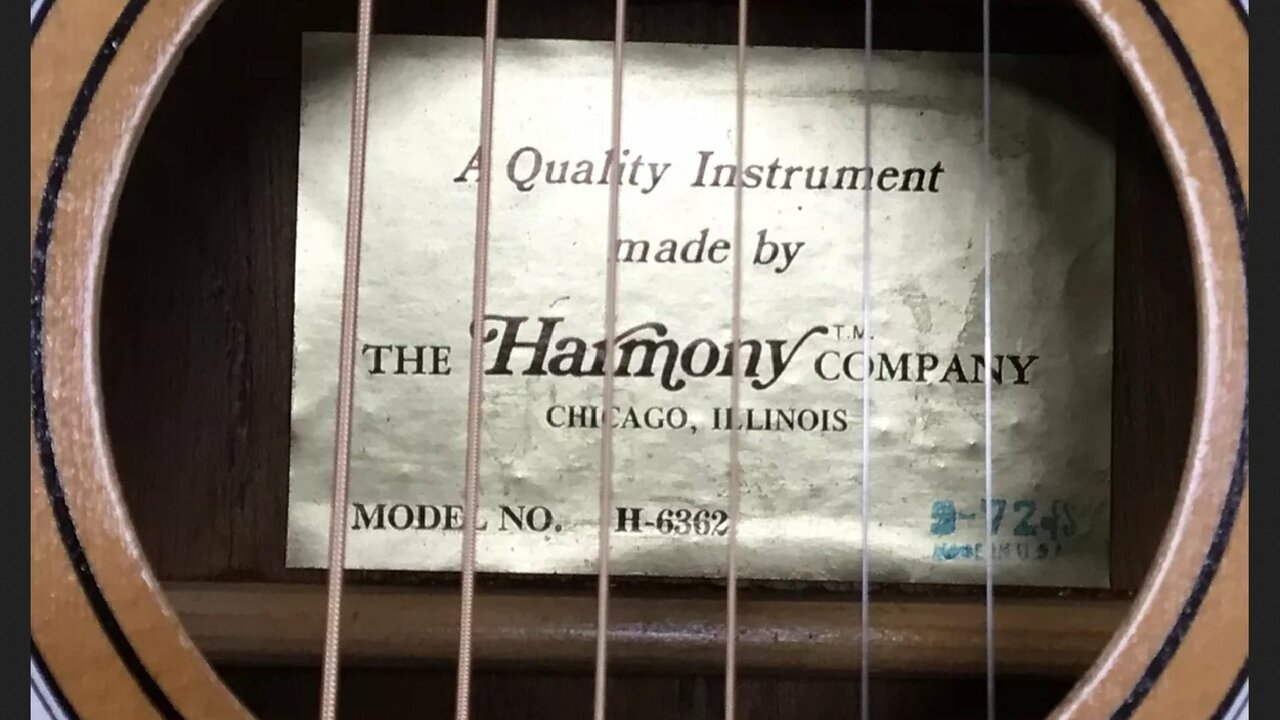 A Quality Instrument
made by
THE Harmony T.M. COMPANY
CHICAGO, ILLINOIS
MODEL NO. H-6362